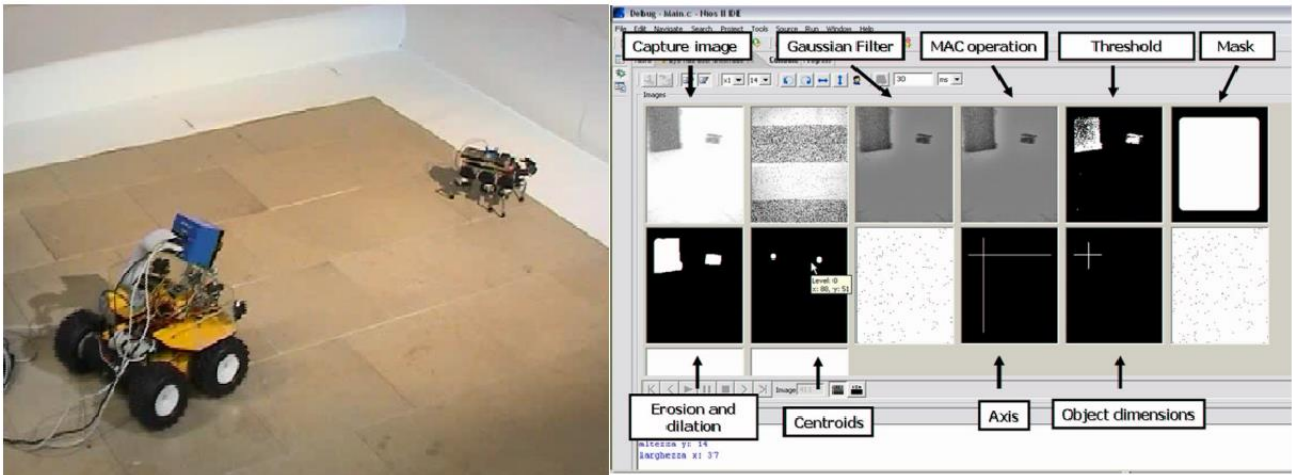 Debug - Main.c - Nios II IDE
File Edit Navigate Search Project Tools Source Run Window Help
Capture image
Gaussian Filter
MAC operation
Threshold
Mask
x1
14
30
ms
Images
Level: 0
x: 80, y: 51
Image
Erosion and
dilation
Centroids
Axis
Object dimensions
altezza y: 14
larghezza x: 37